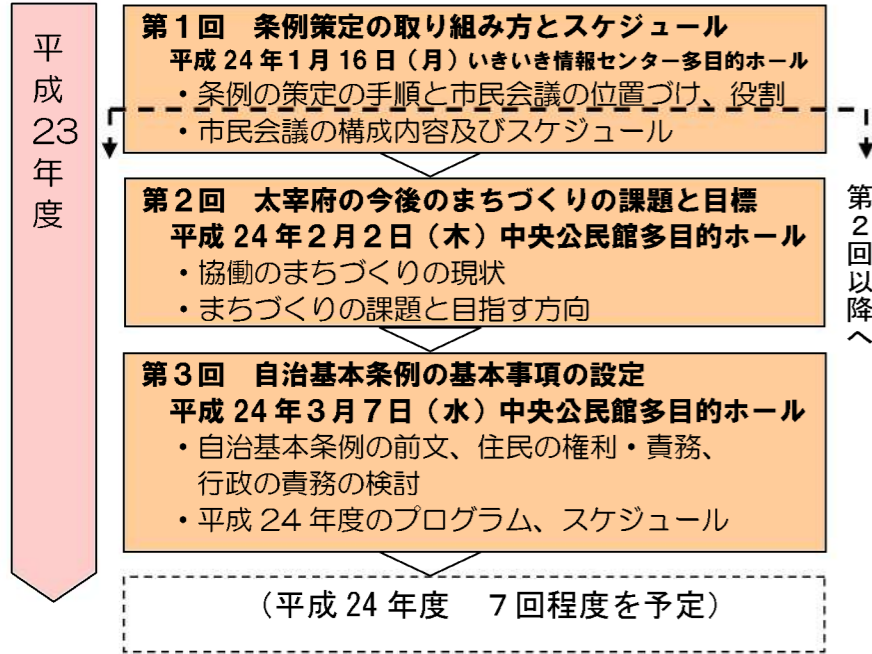 平成23年度
第1回 条例策定の取り組み方とスケジュール
平成 24 年1月 16 日(月)いきいき情報センター多目的ホール
・条例の策定の手順と市民会議の位置づけ、役割
・市民会議の構成内容及びスケジュール
第2回 太宰府の今後のまちづくりの課題と目標
平成 24 年2月2日(木)中央公民館多目的ホール
・協働のまちづくりの現状
・まちづくりの課題と目指す方向
第3回 自治基本条例の基本事項の設定
平成 24 年3月7日(水)中央公民館多目的ホール
・自治基本条例の前文、住民の権利・責務、
行政の責務の検討
・平成 24 年度のプログラム、スケジュール
(平成 24 年度 7回程度を予定)
第2回以降へ